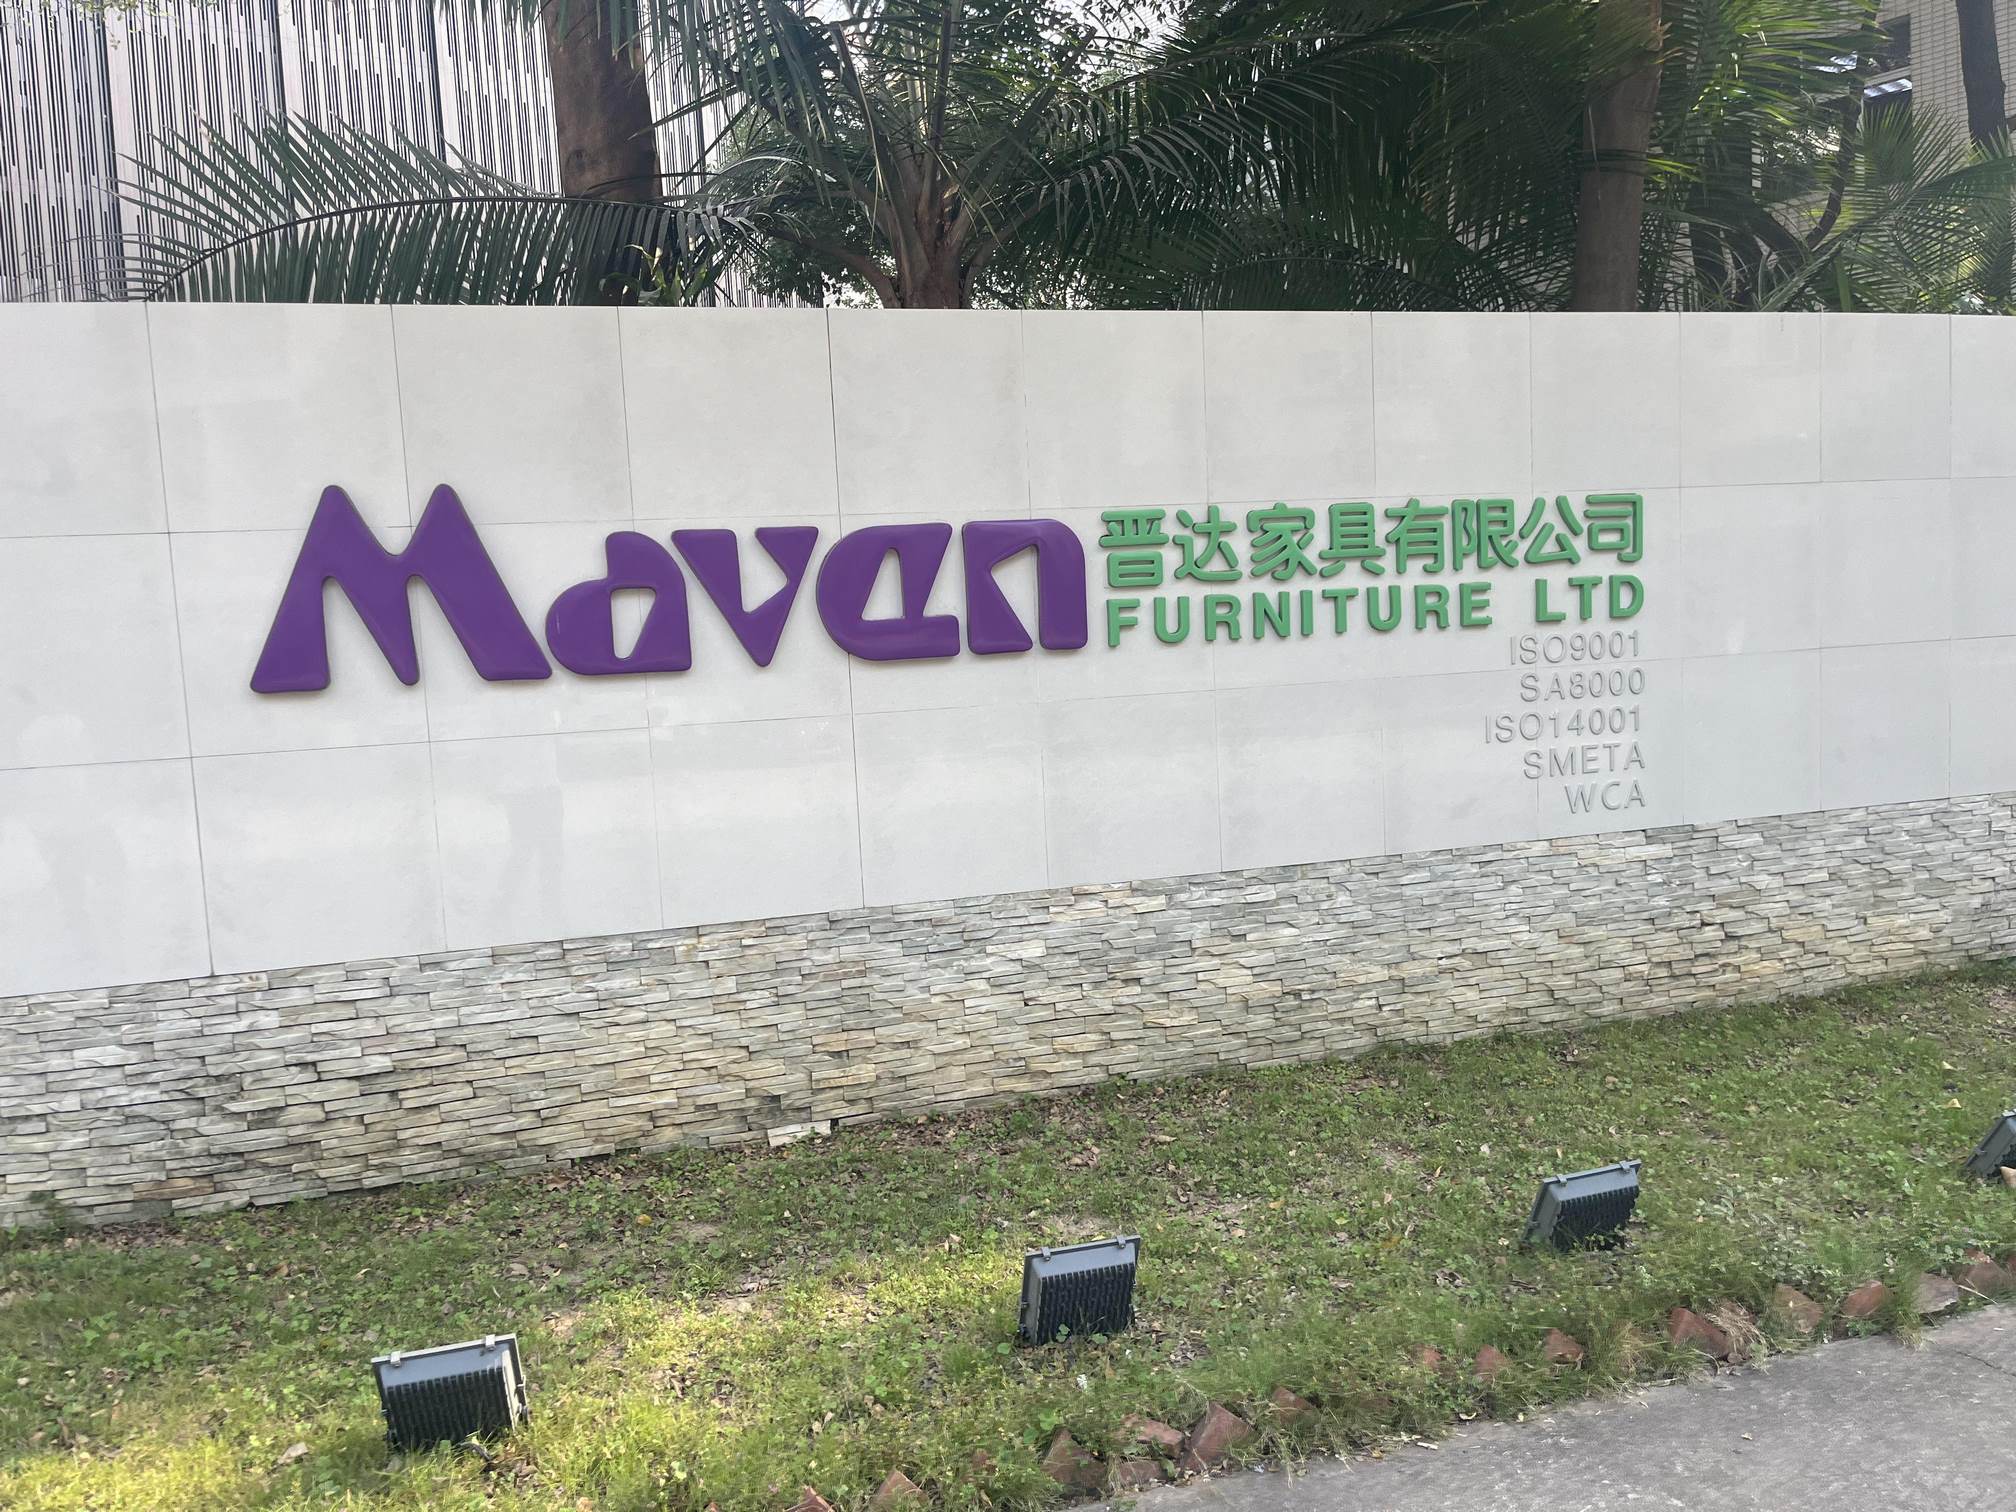 Maven
晋达家具有限公司
FURNITURE LTD
ISO9001
SA8000
ISO14001
SMETA
WCA